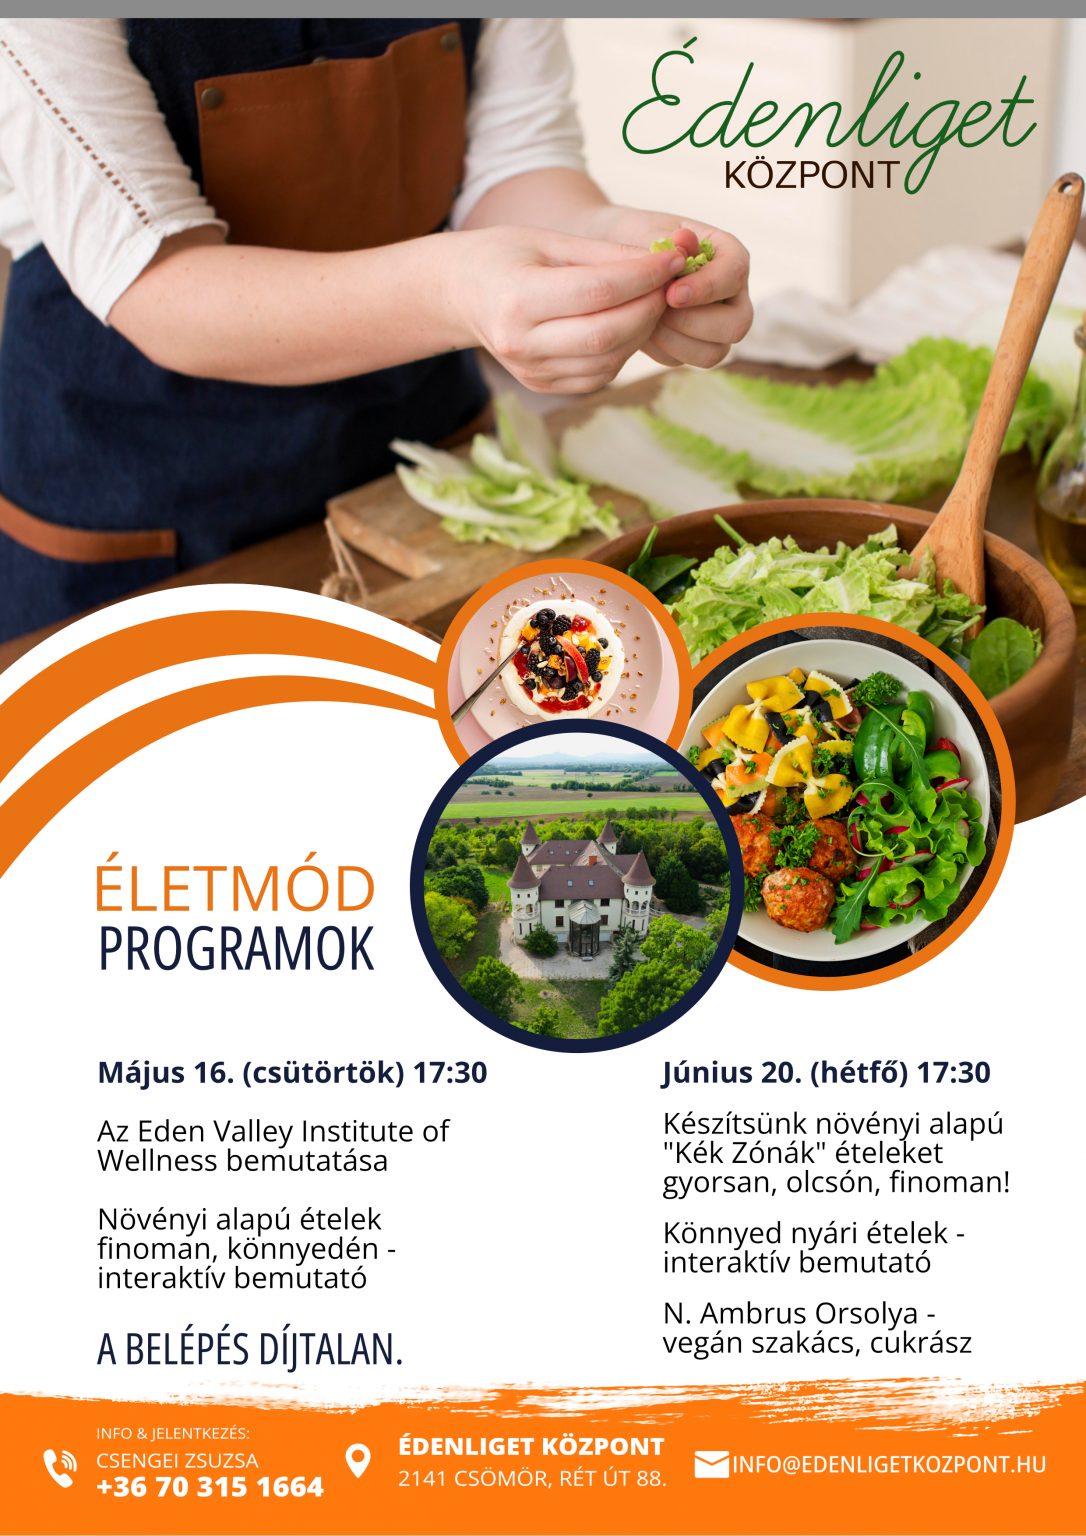 Édenliget
KÖZPONT
ÉLETMÓD
PROGRAMOK
Május 16. (csütörtök) 17:30
Az Eden Valley Institute of
Wellness bemutatása
Növényi alapú ételek
finoman, könnyedén -
interaktív bemutató
A BELÉPÉS DÍJTALAN.
Június 20. (hétfő) 17:30
Készítsünk növényi alapú
"Kék Zónák" ételeket
gyorsan, olcsón, finoman!
Könnyed nyári ételek -
interaktív bemutató
N. Ambrus Orsolya -
vegán szakács, cukrász
INFO & JELENTKEZÉS:
CSENGEI ZSUZSA
+36 70 315 1664
ÉDENLIGET KÖZPONT
2141 CSÖMÖR, RÉT ÚT 88.
INFO@EDENLIGETKOZPONT.HU